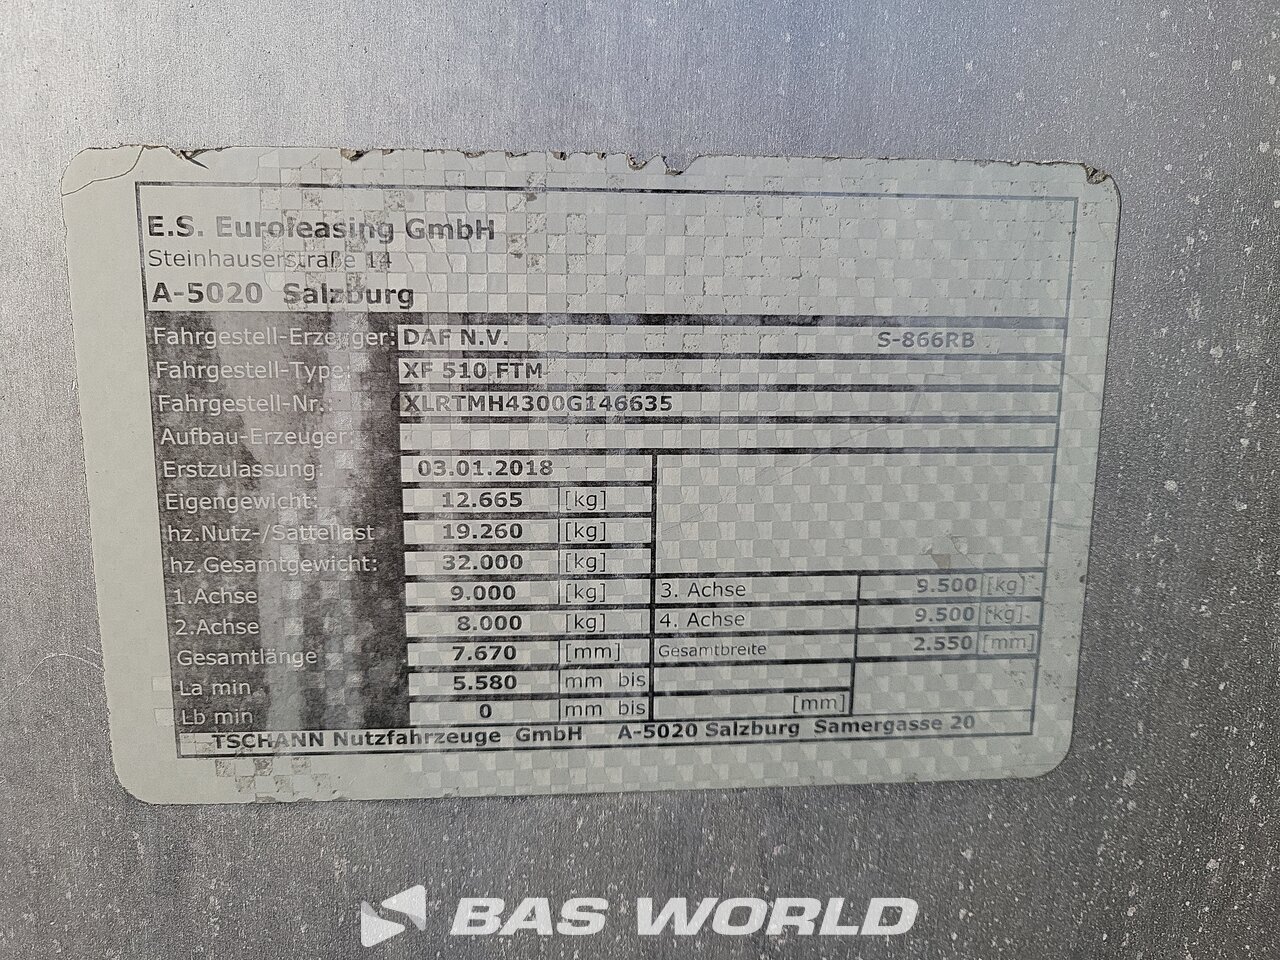 E.S. Euroleasing GmbH
Steinhauserstraße 14
A-5020 Salzburg
Fahrgestell-Erzeuger: DAF N.V. S-866RB
Fahrgestell-Type: XF 510 FTM
Fahrgestell-Nr.: XLRTMH4300G146635
Aufbau-Erzeuger:
Erstzulassung: 03.01.2018
Eigengewicht: 12.665 [kg]
hz.Nutz-/Sattellast 19.260 [kg]
hz.Gesamtgewicht: 32.000 [kg]
1.Achse 9.000 [kg] 3. Achse 9.500 [kg]
2.Achse 8.000 [kg] 4. Achse 9.500 [kg]
Gesamtlänge 7.670 [mm] Gesamtbreite 2.550 [mm]
La min 5.580 mm bis
Lb min 0 mm bis [mm]
TSCHANN Nutzfahrzeuge GmbH A-5020 Salzburg Samergasse 20
BAS WORLD